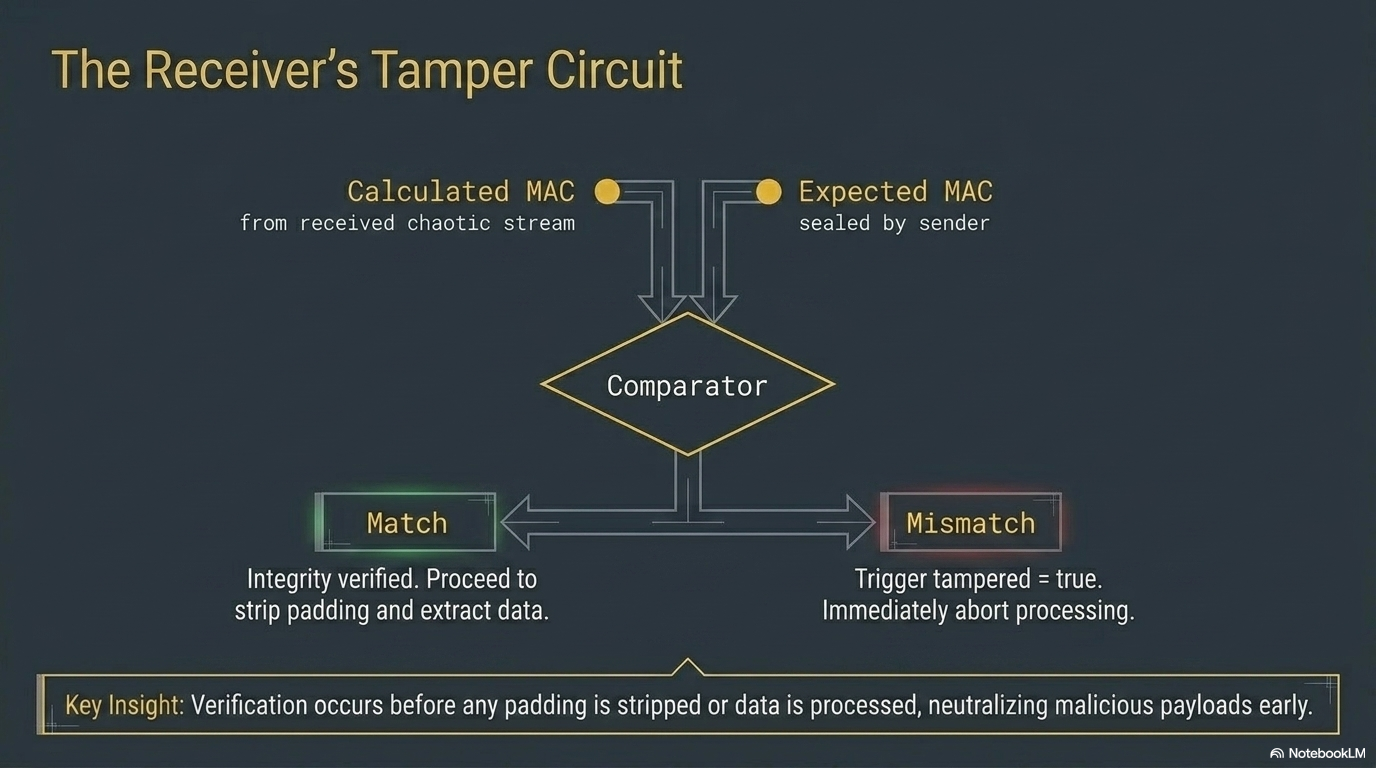 The Receiver’s Tamper Circuit
Calculated MAC
from received chaotic stream
Expected MAC
sealed by sender
Comparator
Match
Integrity verified. Proceed to
strip padding and extract data.
Mismatch
Trigger tampered = true.
Immediately abort processing.
Key Insight: Verification occurs before any padding is stripped or data is processed, neutralizing malicious payloads early.
NotebookLM